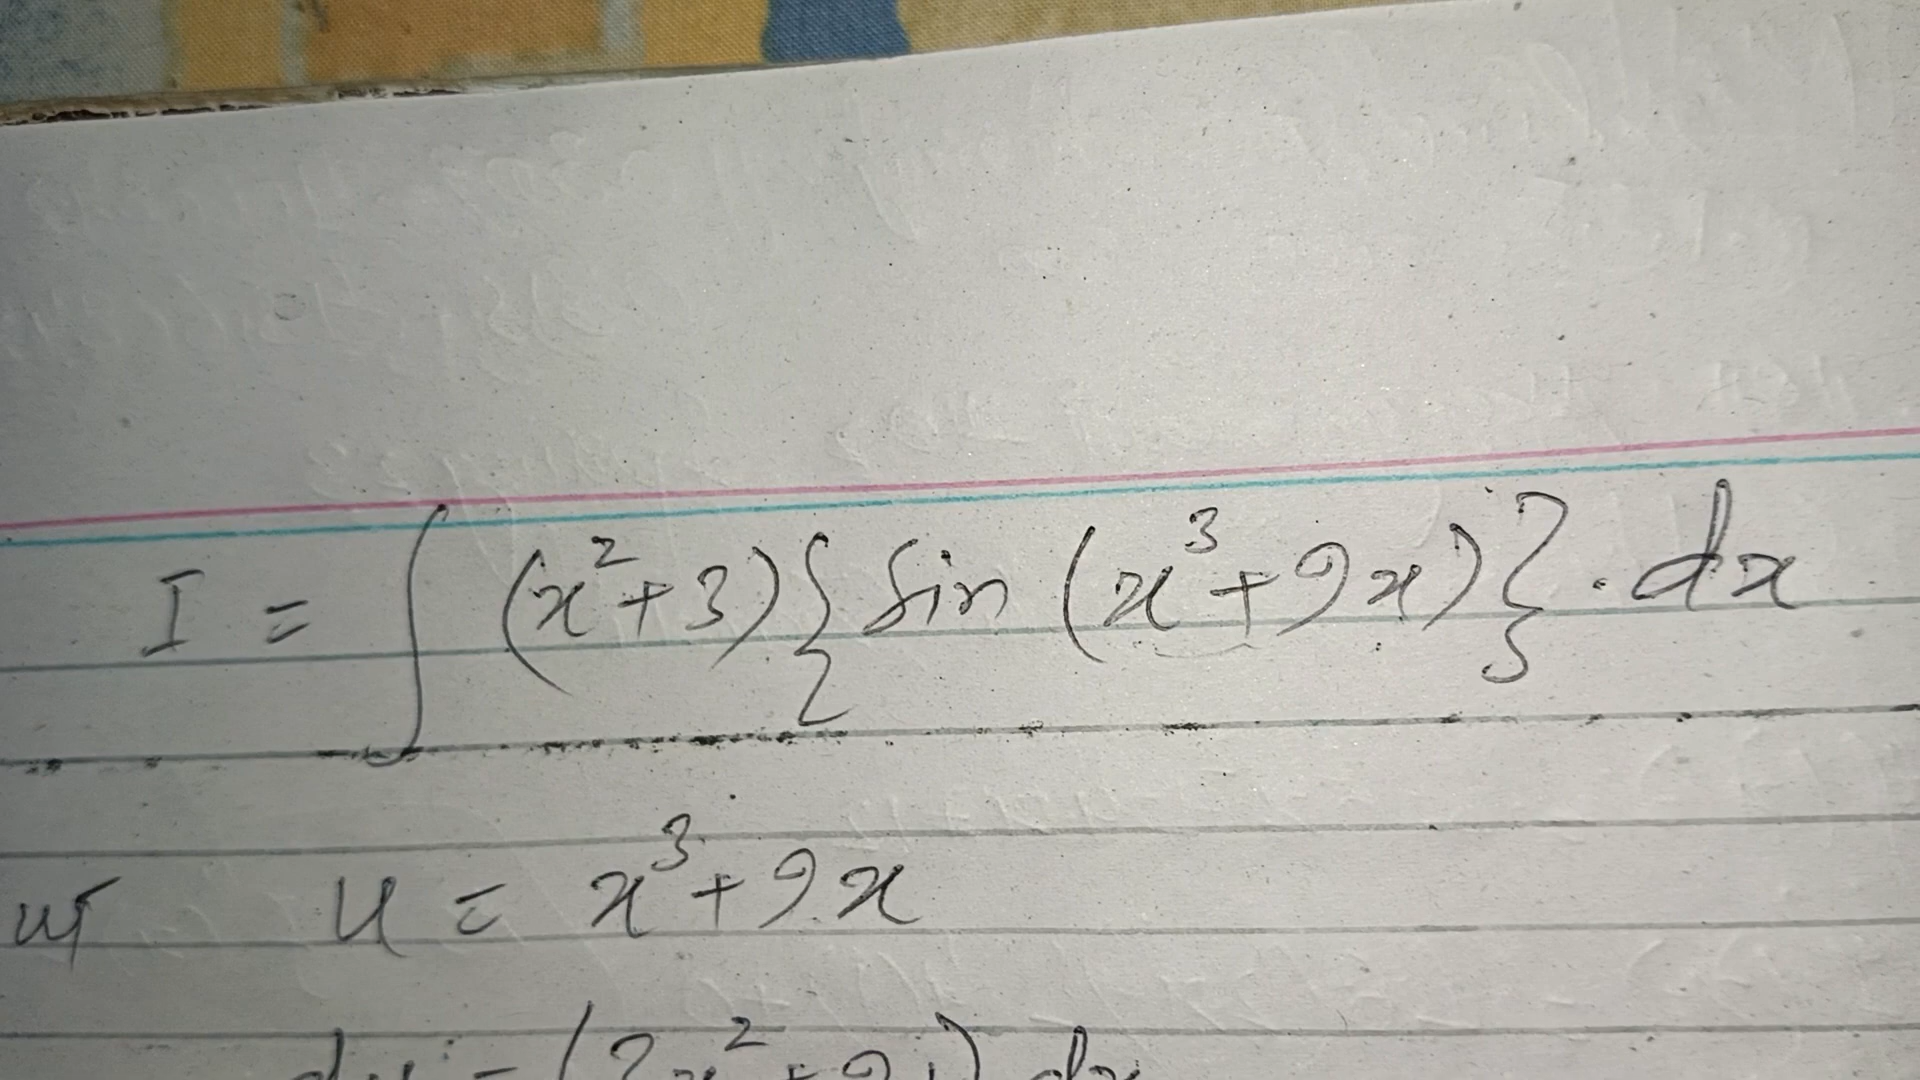 I = ∫ (x²+3){sin (x³+9x)}.dx
u = x³+9x